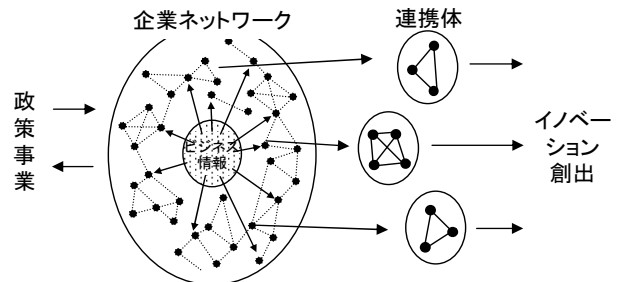 企業ネットワーク
連携体
政策事業
ビジネス
情報
イノベー
ション
創出